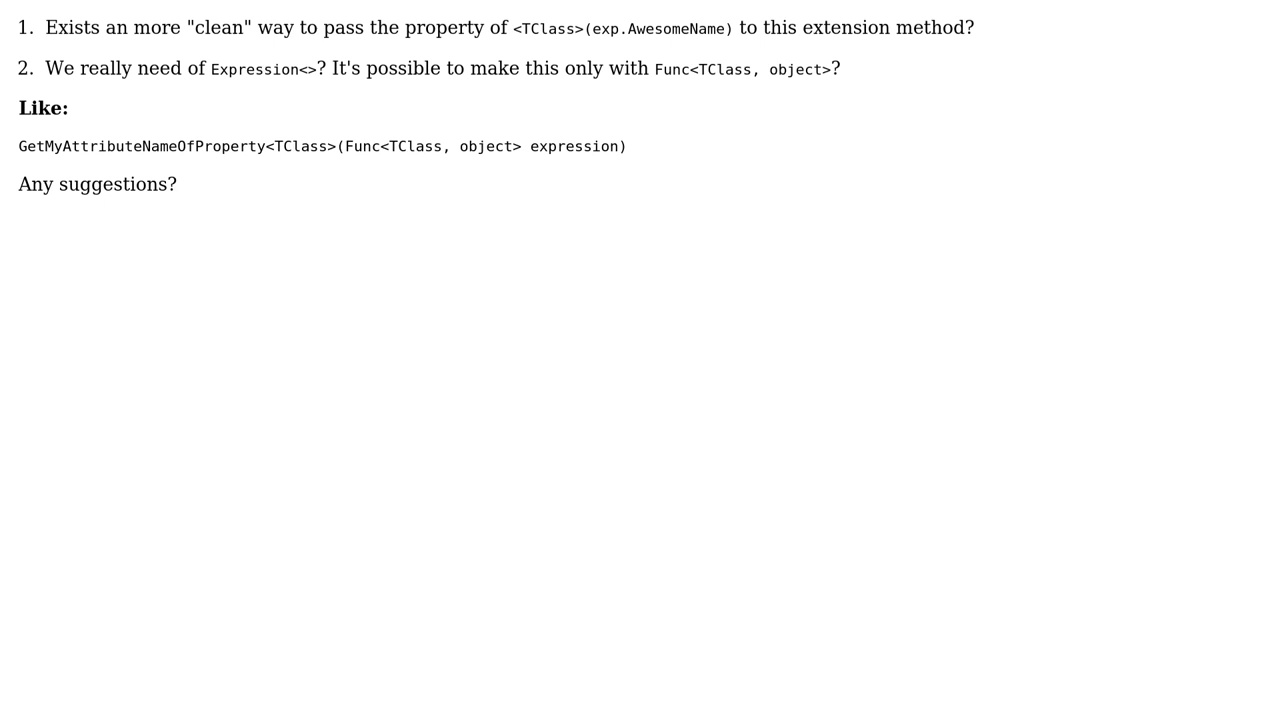 1. Exists an more "clean" way to pass the property of <TClass>(exp.AwesomeName) to this extension method?
2. We really need of Expression<>? It's possible to make this only with Func<TClass, object>?
Like:
GetMyAttributeNameOfProperty<TClass>(Func<TClass, object> expression)
Any suggestions?